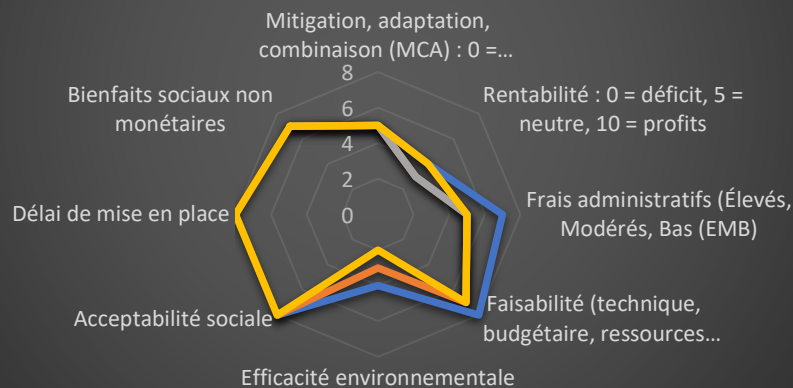 Mitigation, adaptation,
combinaison (MCA) : 0 =...
8
6
4
2
0
Rentabilité : 0 = déficit, 5 =
neutre, 10 = profits
Frais administratifs (Élevés,
Modérés, Bas (EMB)
Faisabilité (technique,
budgétaire, ressources...
Efficacité environnementale
Acceptabilité sociale
Délai de mise en place
Bienfaits sociaux non
monétaires